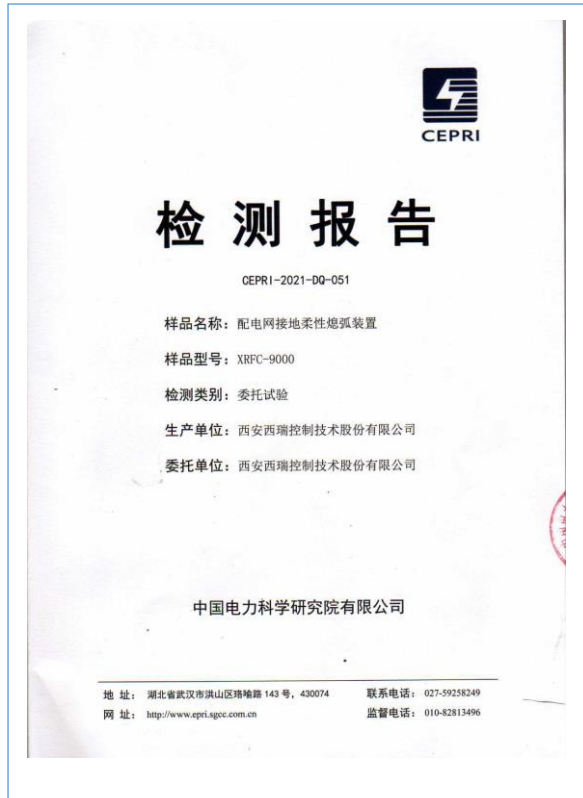 CEPRI
检测报告
CEPRI-2021-DQ-051
样品名称：配电网接地柔性熄弧装置
样品型号：XRFC-9000
检测类别：委托试验
生产单位：西安西瑞控制技术股份有限公司
委托单位：西安西瑞控制技术股份有限公司
中国电力科学研究院有限公司
地 址：湖北省武汉市洪山区珞喻路 143 号，430074 联系电话：027-59258249
网 址：http://www.epri.sgcc.com.cn 监督电话：010-82813496